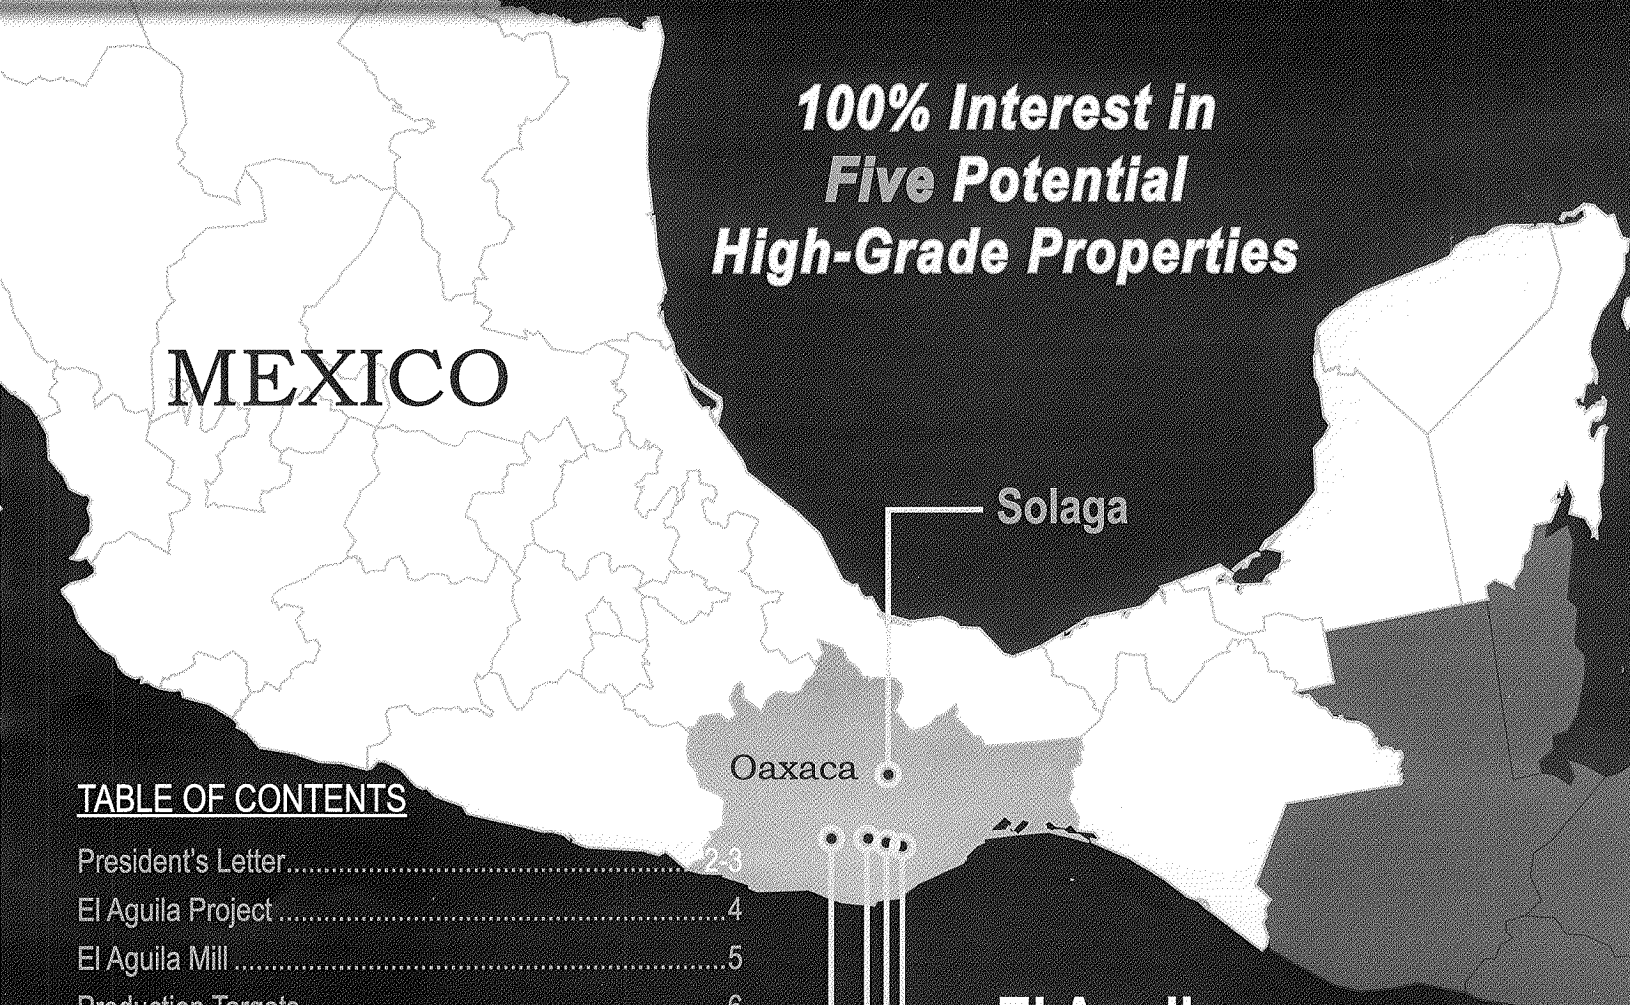 100% Interest in
Five Potential
High-Grade Properties
MEXICO
Solaga
Oaxaca
TABLE OF CONTENTS
President's Letter.......................................................2-3
El Aguila Project.......................................................4
El Aguila Mill.......................................................5